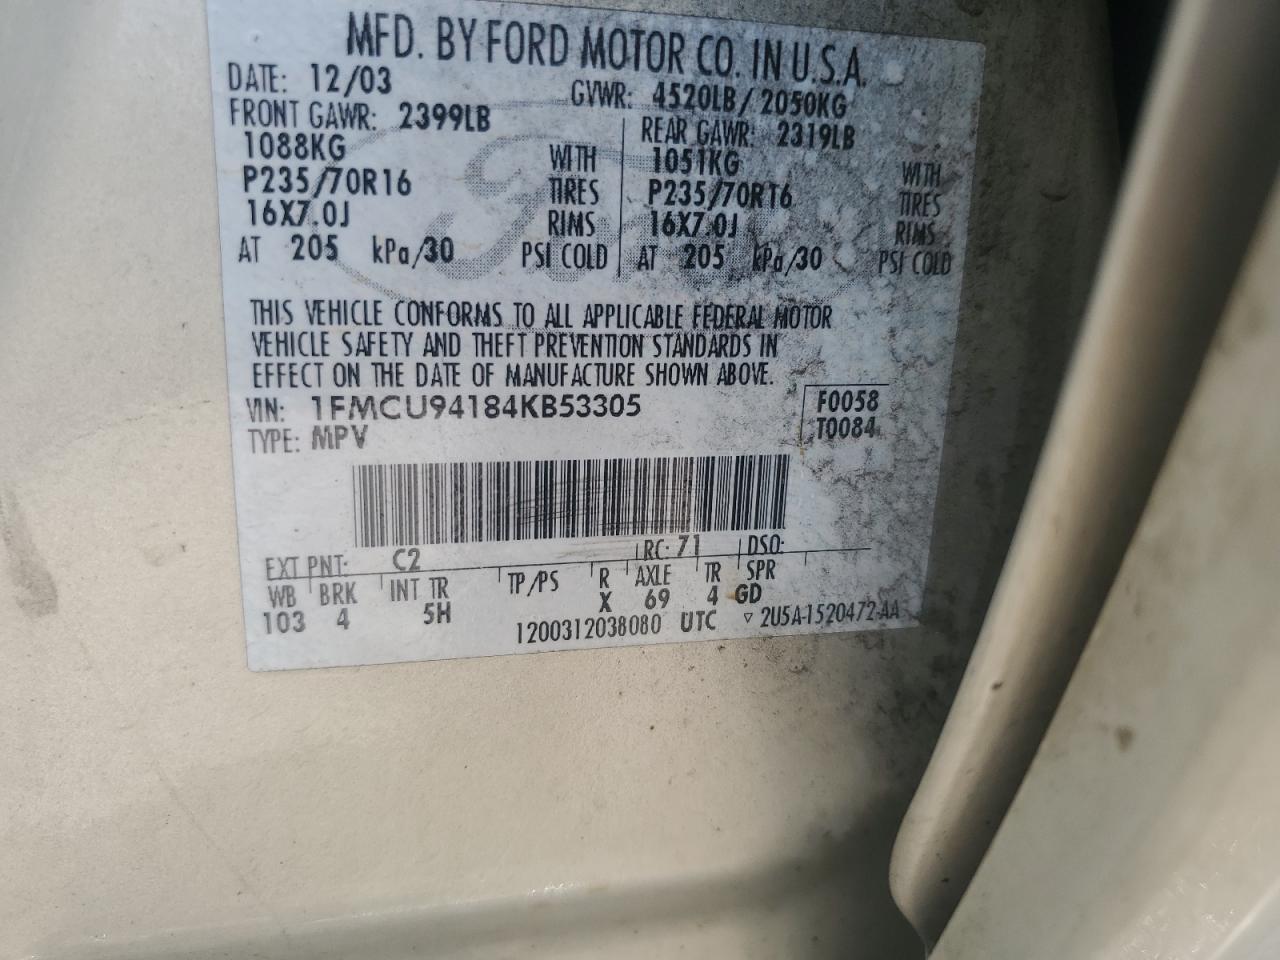 MFD. BY FORD MOTOR CO. IN U.S.A.
DATE: 12/03 GVWR: 4520LB / 2050KG
FRONT GAWR: 2399LB REAR GAWR: 2319LB
1088KG WITH 1051KG WITH
P235/70R16 TIRES P235/70R16 TIRES
16X7.0J RIMS 16X7.0J RIMS
AT 205 kPa/30 PSI COLD AT 205 kPa/30 PSI COLD
THIS VEHICLE CONFORMS TO ALL APPLICABLE FEDERAL MOTOR
VEHICLE SAFETY AND THEFT PREVENTION STANDARDS IN
EFFECT ON THE DATE OF MANUFACTURE SHOWN ABOVE.
VIN: 1FMCU94184KB53305 F0058
TYPE: MPV T0084
EXT PNT: C2 RC: 71 DSO:
WB BRK INT TR TP/PS R AXLE TR SPR
103 4 5H X 69 4 GD
1200312038080 UTC ▿ 2U5A-1520472-AA